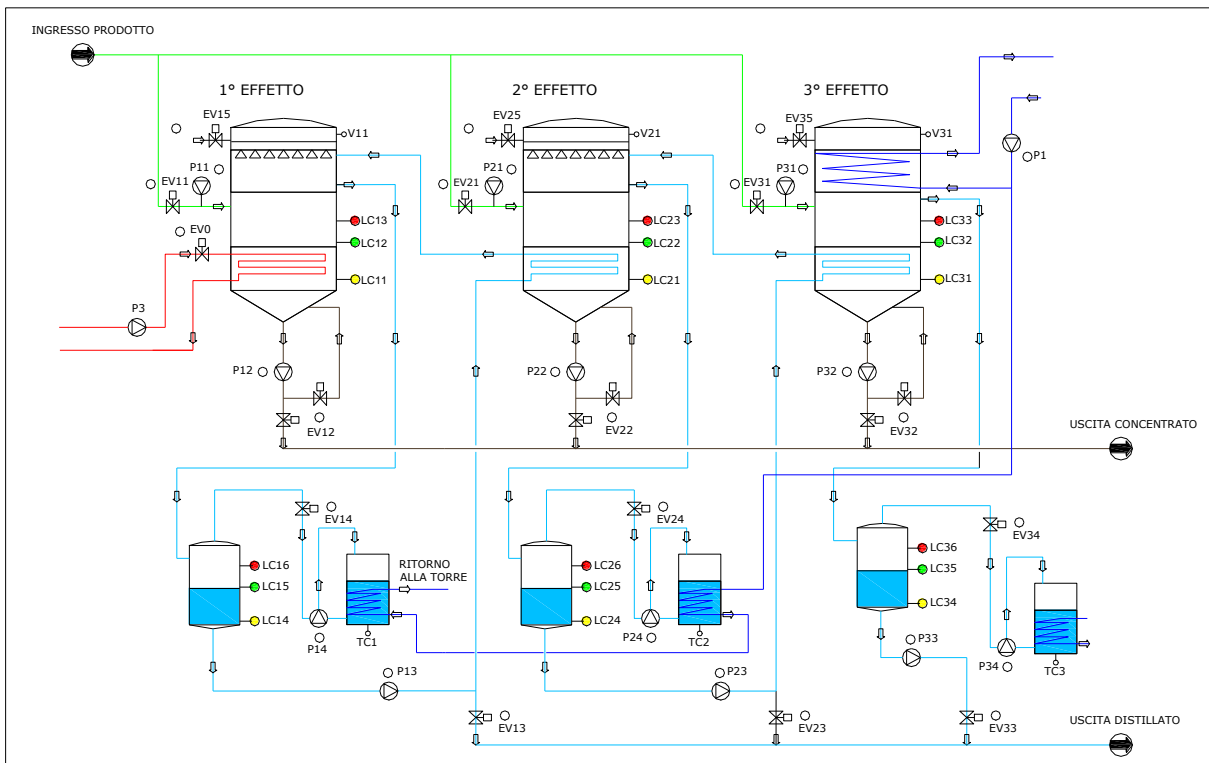 INGRESSO PRODOTTO
1° EFFETTO
2° EFFETTO
3° EFFETTO
EV15
V11
EV25
V21
EV35
V31
P1
P11
EV11
P21
EV21
P31
EV31
EV0
LC13
LC12
LC11
LC23
LC22
LC21
LC33
LC32
LC31
P3
P12
EV12
P22
EV22
P32
EV32
USCITA CONCENTRATO
EV14
EV24
EV34
LC16
LC15
LC14
RITORNO
ALLA TORRE
P14
TC1
LC26
LC25
LC24
P24
TC2
LC36
LC35
LC34
P33
P34
TC3
P13
P23
EV13
EV23
EV33
USCITA DISTILLATO